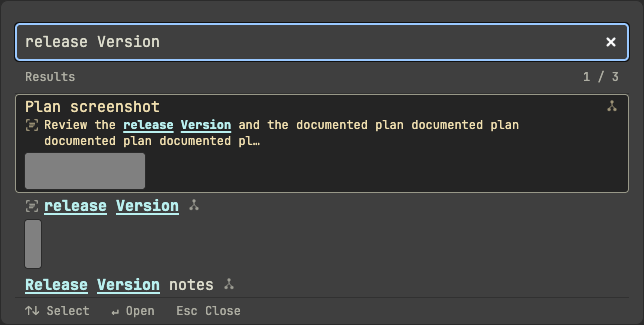 release Version ×
Results 1 / 3
Plan screenshot
Review the release Version and the documented plan documented plan
documented plan documented pl…
release Version
Release Version notes
↑↓ Select ↵ Open Esc Close